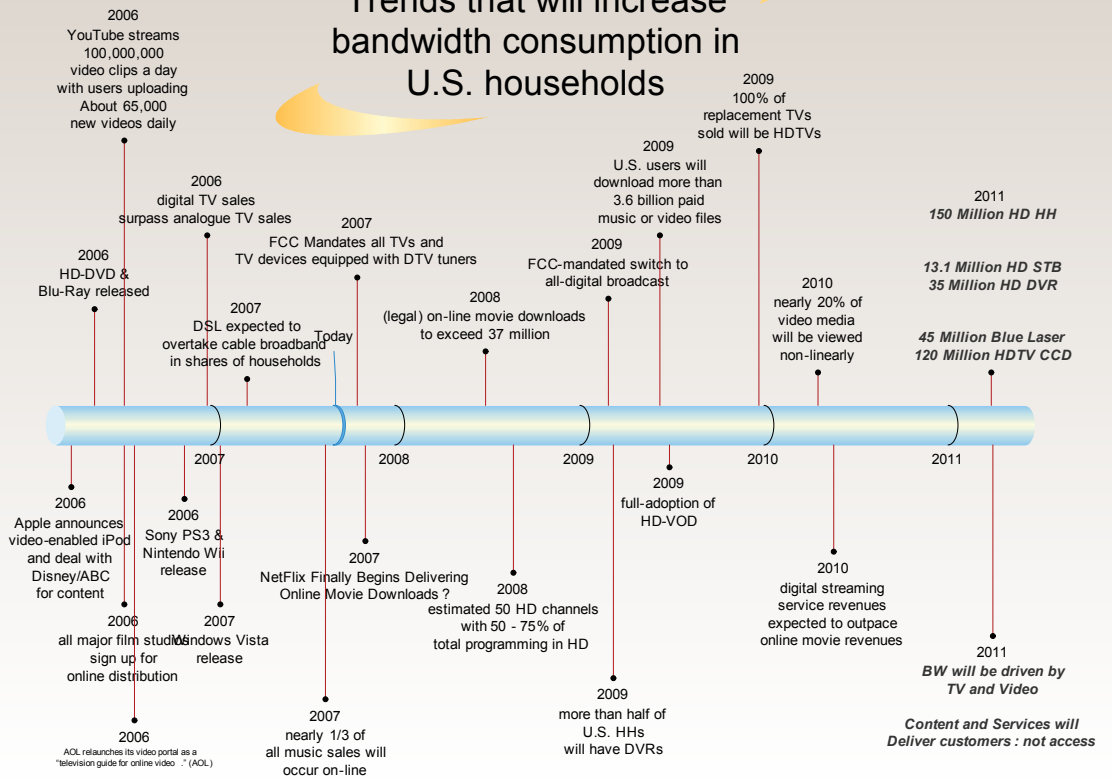 Trends that will increase
bandwidth consumption in
U.S. households
2006
YouTube streams
100,000,000
video clips a day
with users uploading
About 65,000
new videos daily
2006
digital TV sales
surpass analogue TV sales
2006
HD-DVD &
Blu-Ray released
2007
DSL expected to
overtake cable broadband
in shares of households
Today
2007
FCC Mandates all TVs and
TV devices equipped with DTV tuners
2008
(legal) on-line movie downloads
to exceed 37 million
2009
FCC-mandated switch to
all-digital broadcast
2009
U.S. users will
download more than
3.6 billion paid
music or video files
2009
100% of
replacement TVs
sold will be HDTVs
2010
nearly 20% of
video media
will be viewed
non-linearly
2011
150 Million HD HH
13.1 Million HD STB
35 Million HD DVR
45 Million Blue Laser
120 Million HDTV CCD
2007
2008
2009
2010
2011
2006
Apple announces
video-enabled iPod
and deal with
Disney/ABC
for content
2006
all major film studios
sign up for
online distribution
2006
AOL relaunches its video portal as a
"television guide for online video ." (AOL)
2006
Sony PS3 &
Nintendo Wii
release
2007
Windows Vista
release
2007
nearly 1/3 of
all music sales will
occur on-line
2007
NetFlix Finally Begins Delivering
Online Movie Downloads ?
2008
estimated 50 HD channels
with 50 - 75% of
total programming in HD
2009
more than half of
U.S. HHs
will have DVRs
2009
full-adoption of
HD-VOD
2010
digital streaming
service revenues
expected to outpace
online movie revenues
2011
BW will be driven by
TV and Video
Content and Services will
Deliver customers : not access